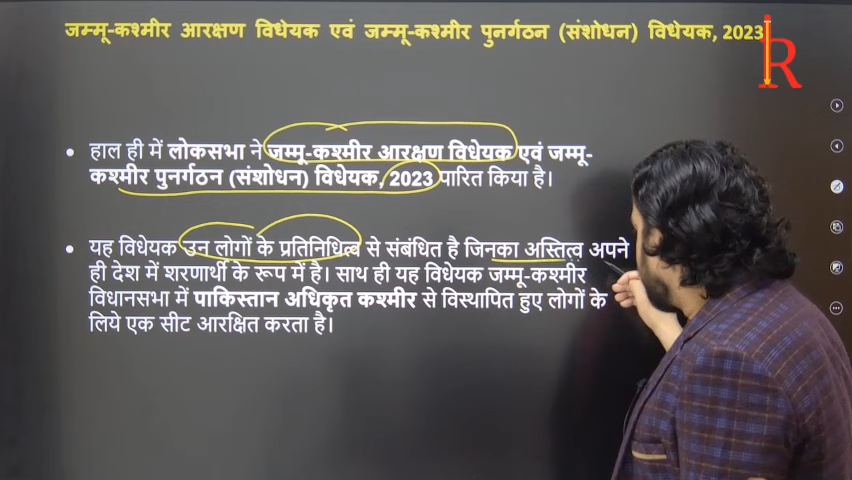 जम्मू-कश्मीर आरक्षण विधेयक एवं जम्मू-कश्मीर पुनर्गठन (संशोधन) विधेयक, 2023
R
• हाल ही में लोकसभा ने जम्मू-कश्मीर आरक्षण विधेयक एवं जम्मू-
कश्मीर पुनर्गठन (संशोधन) विधेयक, 2023 पारित किया है।
• यह विधेयक उन लोगों के प्रतिनिधित्व से संबंधित है जिनका अस्तित्व अपने
ही देश में शरणार्थी के रूप में है। साथ ही यह विधेयक जम्मू-कश्मीर
विधानसभा में पाकिस्तान अधिकृत कश्मीर से विस्थापित हुए लोगों के
लिये एक सीट आरक्षित करता है।